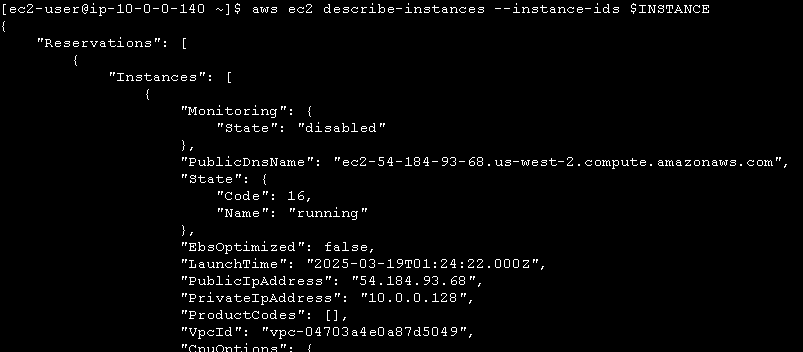 [ec2-user@ip-10-0-0-140 ~]$ aws ec2 describe-instances --instance-ids $INSTANCE
{
    "Reservations": [
        {
            "Instances": [
                {
                    "Monitoring": {
                        "State": "disabled"
                    },
                    "PublicDnsName": "ec2-54-184-93-68.us-west-2.compute.amazonaws.com",
                    "State": {
                        "Code": 16,
                        "Name": "running"
                    },
                    "EbsOptimized": false,
                    "LaunchTime": "2025-03-19T01:24:22.000Z",
                    "PublicIpAddress": "54.184.93.68",
                    "PrivateIpAddress": "10.0.0.128",
                    "ProductCodes": [],
                    "VpcId": "vpc-04703a4e0a87d5049",
                    "CpuOptions": {